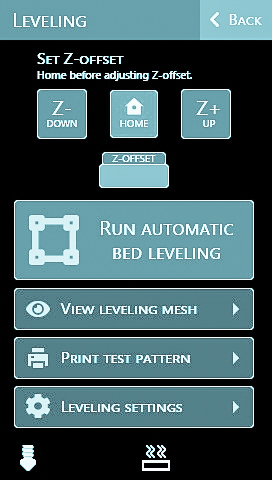 Leveling
Back
Set Z-offset
Home before adjusting Z-offset.
Z-
DOWN
HOME
Z+
UP
Z-OFFSET
Run automatic
bed leveling
View leveling mesh
Print test pattern
Leveling settings